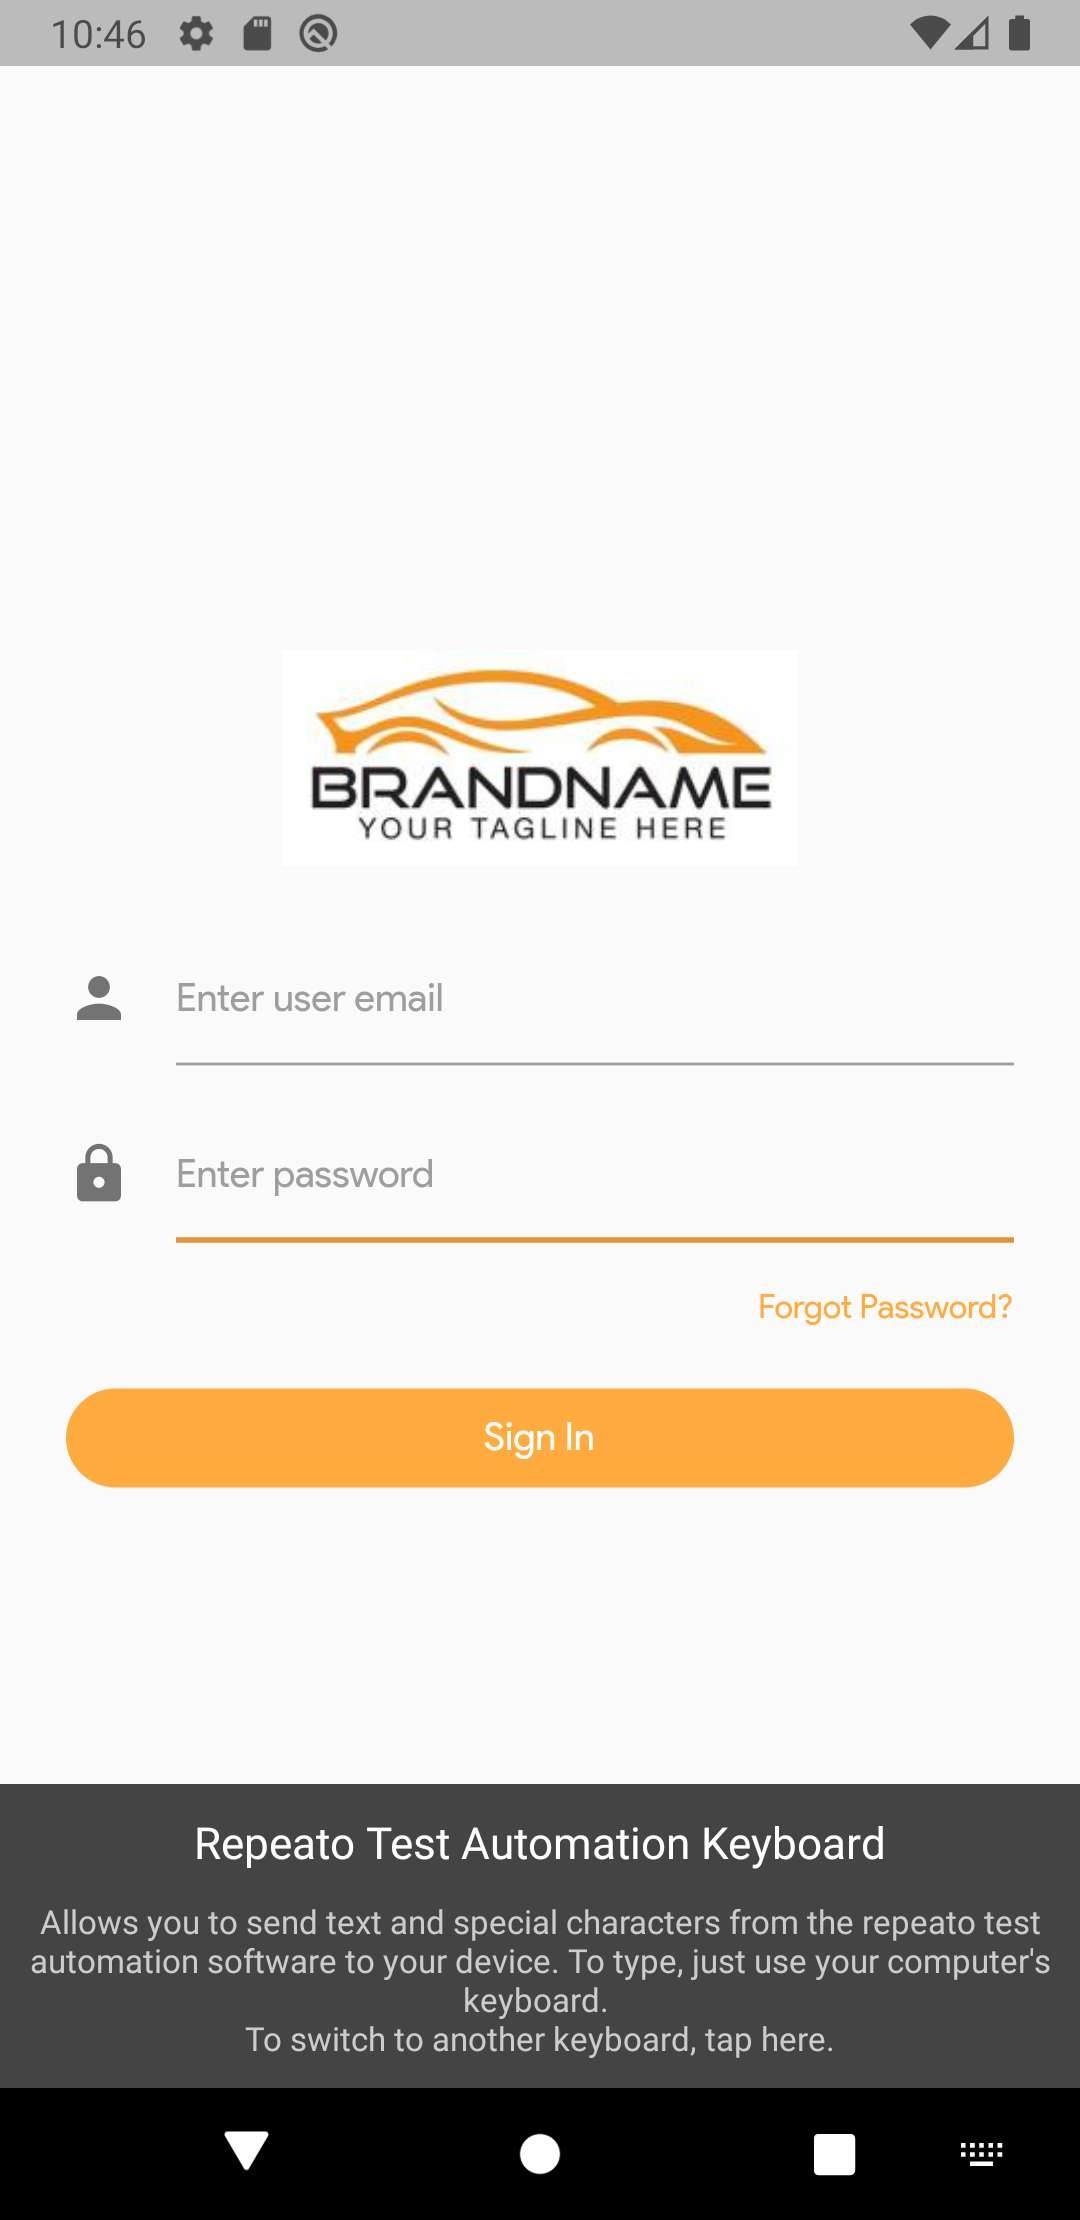 10:46
BRANDNAME
YOUR TAGLINE HERE
Enter user email
Enter password
Forgot Password?
Sign In
Repeato Test Automation Keyboard
Allows you to send text and special characters from the repeato test
automation software to your device. To type, just use your computer's
keyboard.
To switch to another keyboard, tap here.